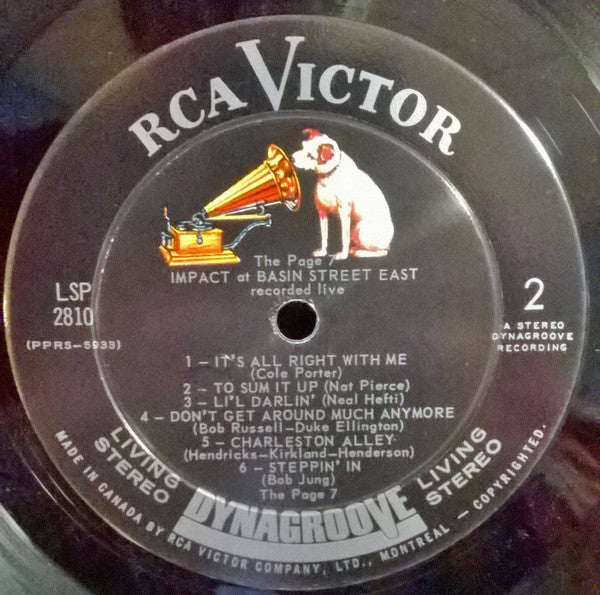 RCA VICTOR
The Page 7
IMPACT at BASIN STREET EAST
recorded live
LSP
2810
(PPRS-5933)
2
A STEREO
DYNAGROOVE
RECORDING
1 – IT'S ALL RIGHT WITH ME
(Cole Porter)
2 – TO SUM IT UP (Nat Pierce)
3 – LI'L DARLIN' (Neal Hefti)
4 – DON'T GET AROUND MUCH ANYMORE
(Bob Russell-Duke Ellington)
5 – CHARLESTON ALLEY
(Hendricks-Kirkland-Henderson)
6 – STEPPIN' IN
(Bob Jung)
The Page 7
LIVING
STEREO
DYNAGROOVE
LIVING
STEREO
MADE IN CANADA BY RCA VICTOR COMPANY, LTD., MONTREAL – COPYRIGHTED.